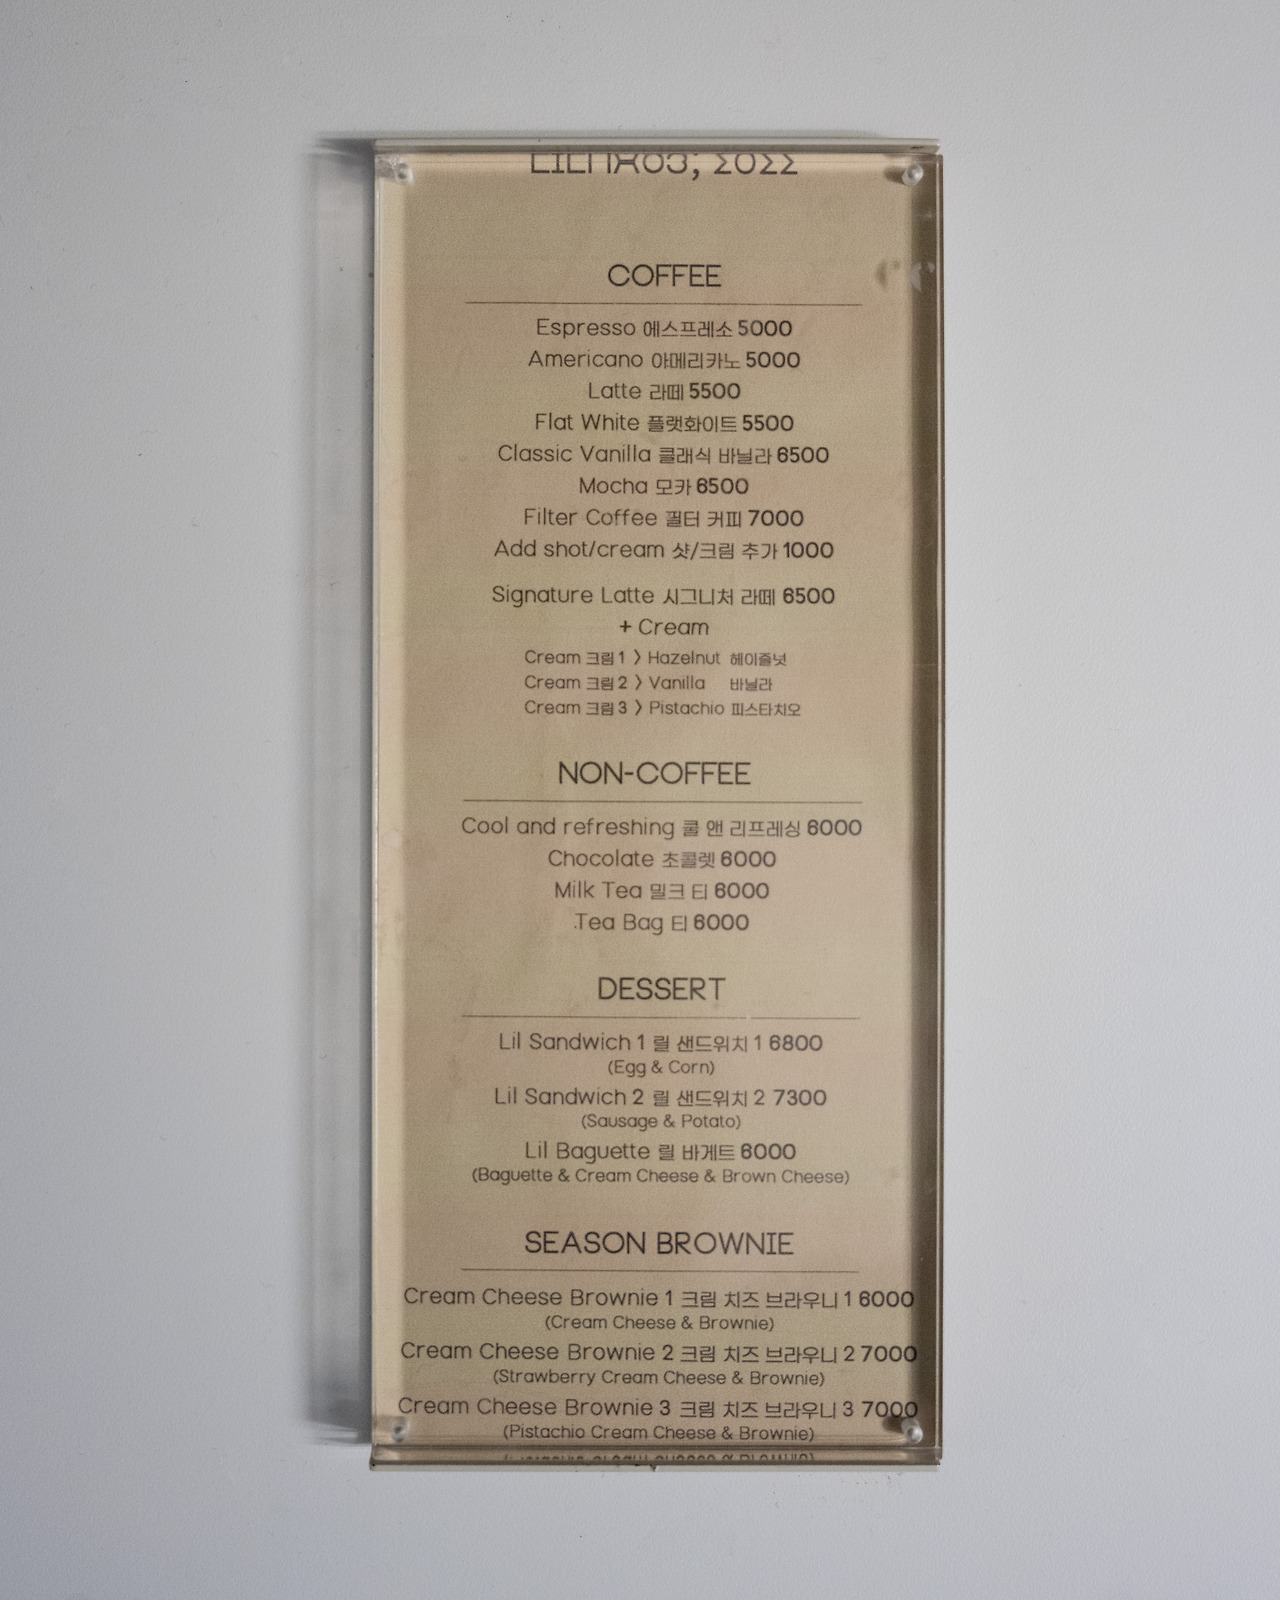 COFFEE
Espresso 에스프레소 5000
Americano 아메리카노 5000
Latte 라떼 5500
Flat White 플랫화이트 5500
Classic Vanilla 클래식 바닐라 6500
Mocha 모카 6500
Filter Coffee 필터 커피 7000
Add shot/cream 샷/크림 추가 1000
Signature Latte 시그니처 라떼 6500
+ Cream
Cream 크림 1 〉 Hazelnut 헤이즐넛
Cream 크림 2 〉 Vanilla 바닐라
Cream 크림 3 〉 Pistachio 피스타치오
NON-COFFEE
Cool and refreshing 쿨 앤 리프레싱 6000
Chocolate 초콜렛 6000
Milk Tea 밀크 티 6000
Tea Bag 티 6000
DESSERT
Lil Sandwich 1 릴 샌드위치 1 6800
(Egg & Corn)
Lil Sandwich 2 릴 샌드위치 2 7300
(Sausage & Potato)
Lil Baguette 릴 바게트 6000
(Baguette & Cream Cheese & Brown Cheese)
SEASON BROWNIE
Cream Cheese Brownie 1 크림 치즈 브라우니 1 6000
(Cream Cheese & Brownie)
Cream Cheese Brownie 2 크림 치즈 브라우니 2 7000
(Strawberry Cream Cheese & Brownie)
Cream Cheese Brownie 3 크림 치즈 브라우니 3 7000
(Pistachio Cream Cheese & Brownie)